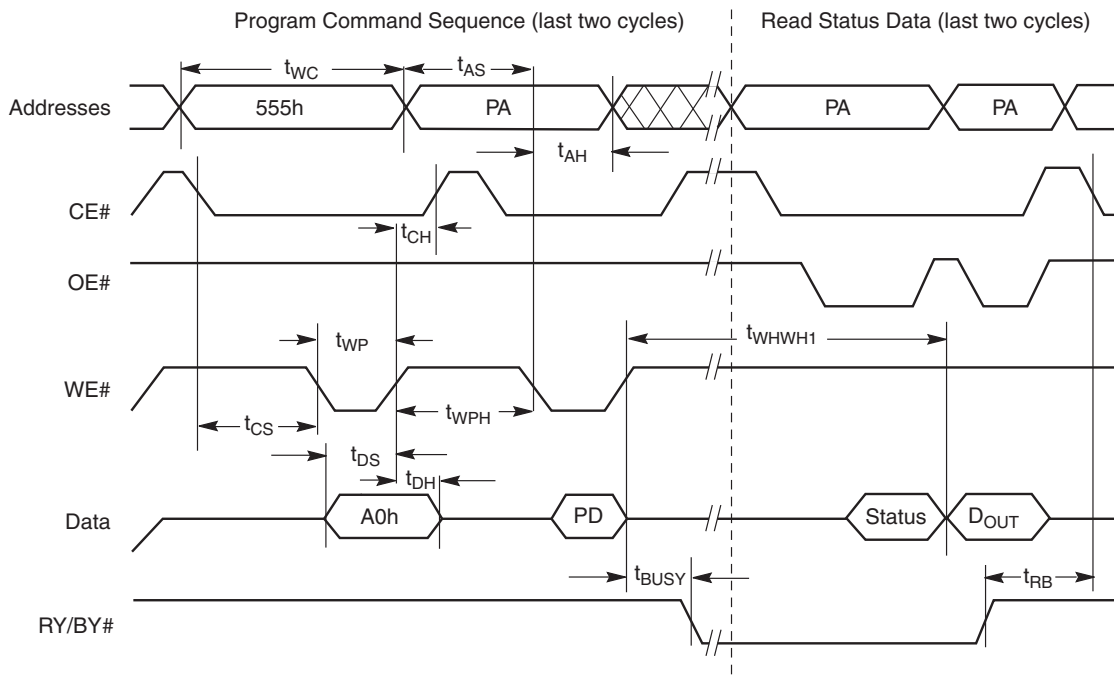 Program Command Sequence (last two cycles)
Read Status Data (last two cycles)
tWC
tAS
Addresses
555h
PA
PA
PA
tAH
CE#
tCH
OE#
tWP
tWHWH1
WE#
tCS
tWPH
tDS
tDH
Data
A0h
PD
Status
DOUT
tBUSY
tRB
RY/BY#